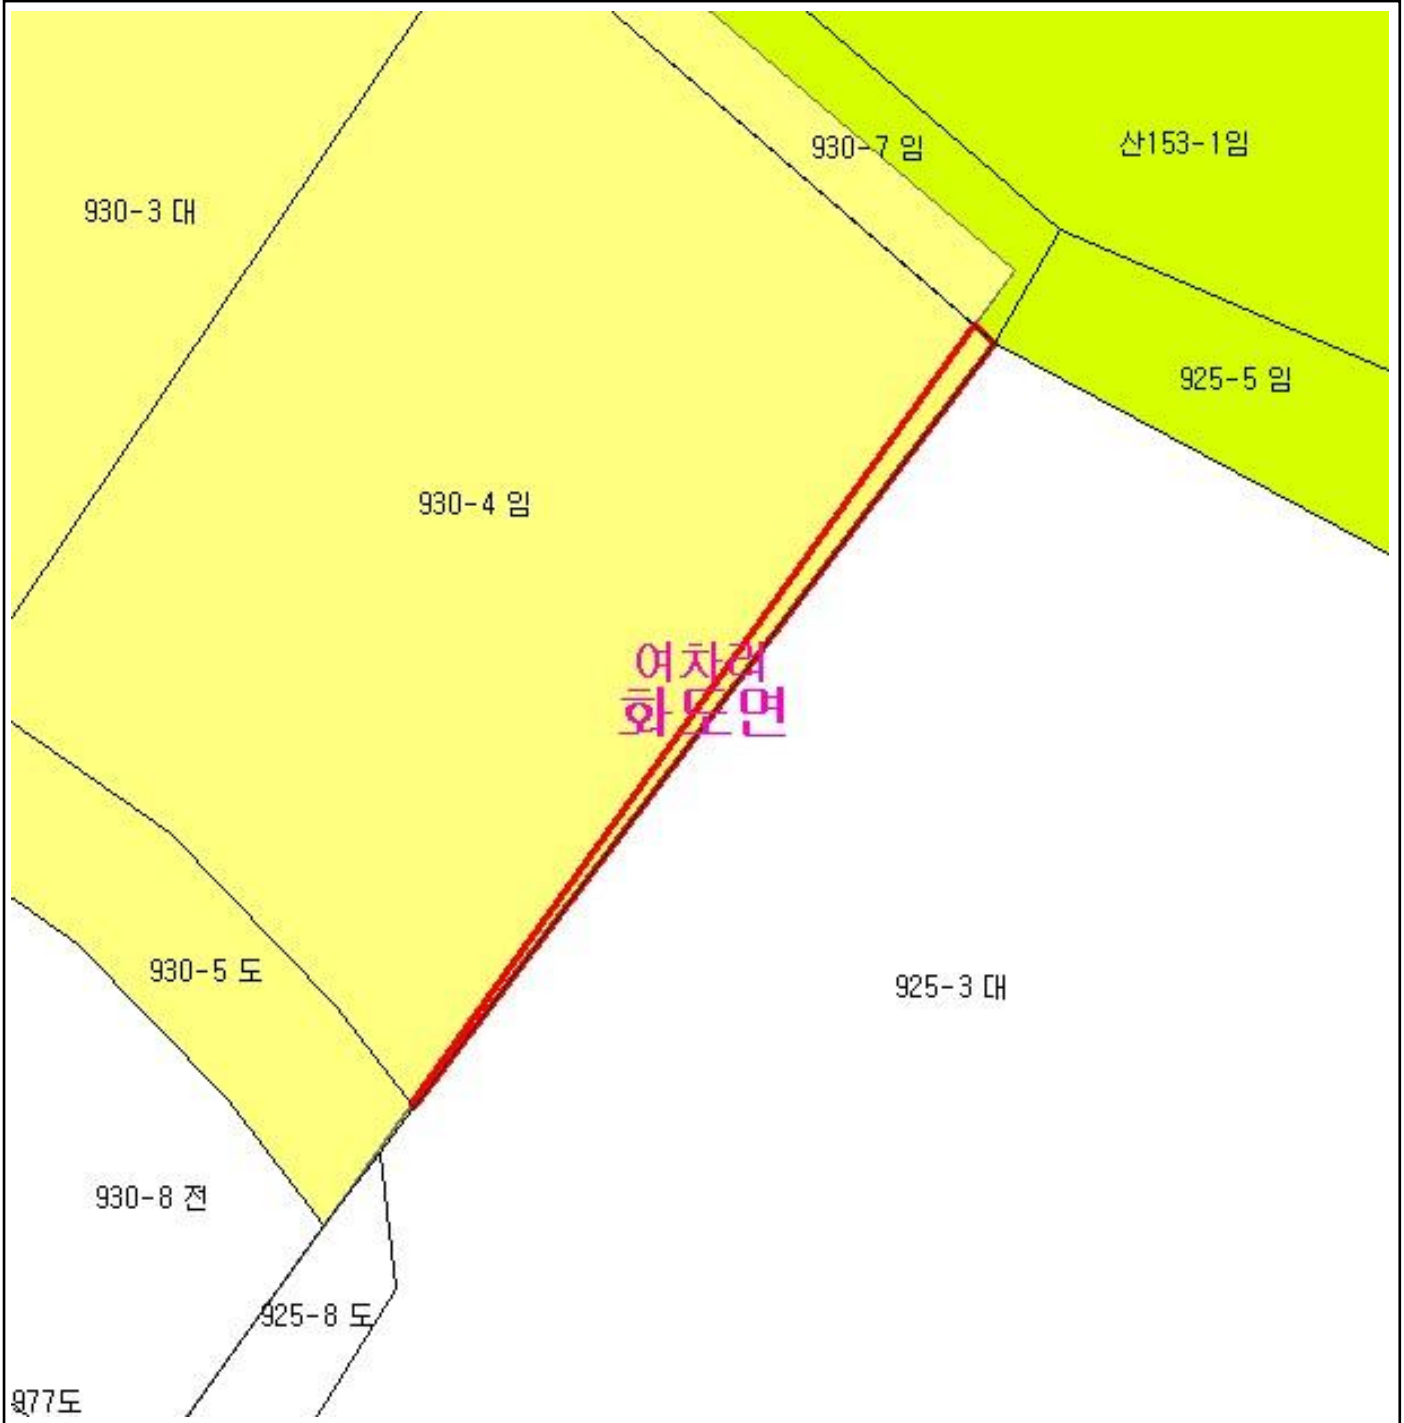 930-7 임
산153-1임
930-3 대
925-5 임
930-4 임
여차리
화도면
930-5 도
925-3 대
930-8 전
925-8 도
977도